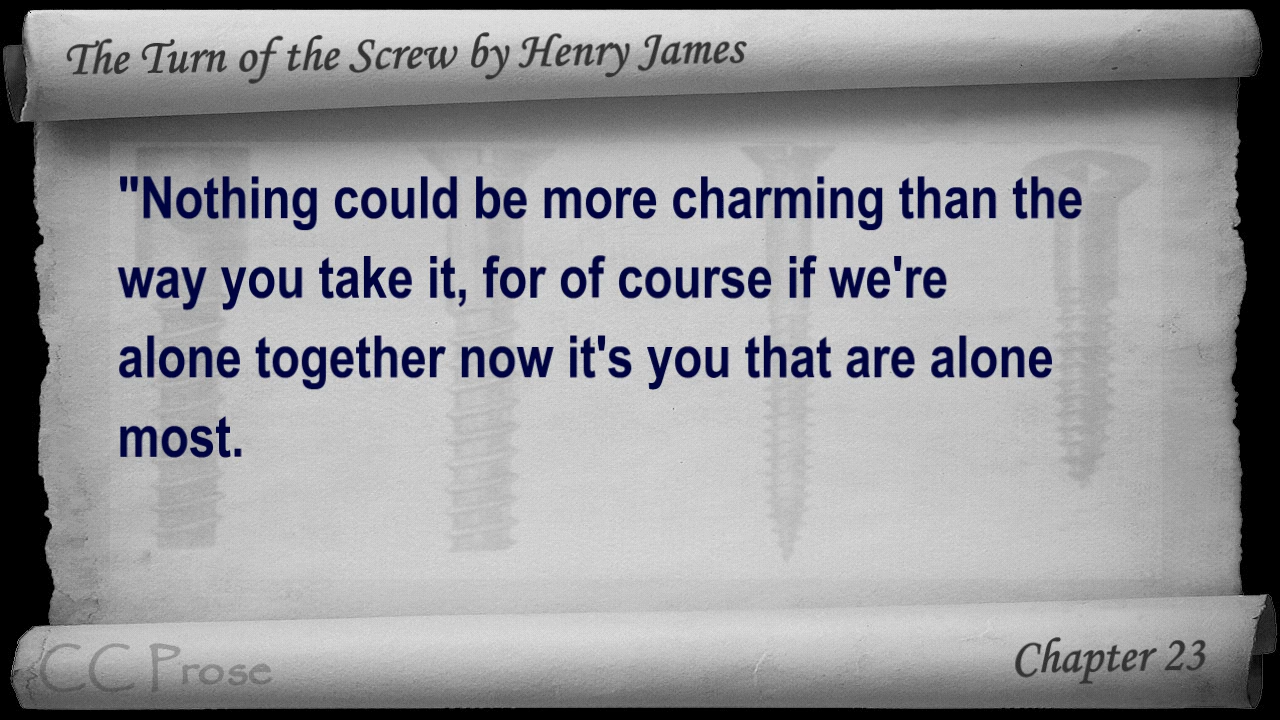 The Turn of the Screw by Henry James
"Nothing could be more charming than the
way you take it, for of course if we're
alone together now it's you that are alone
most.
CC Prose
Chapter 23